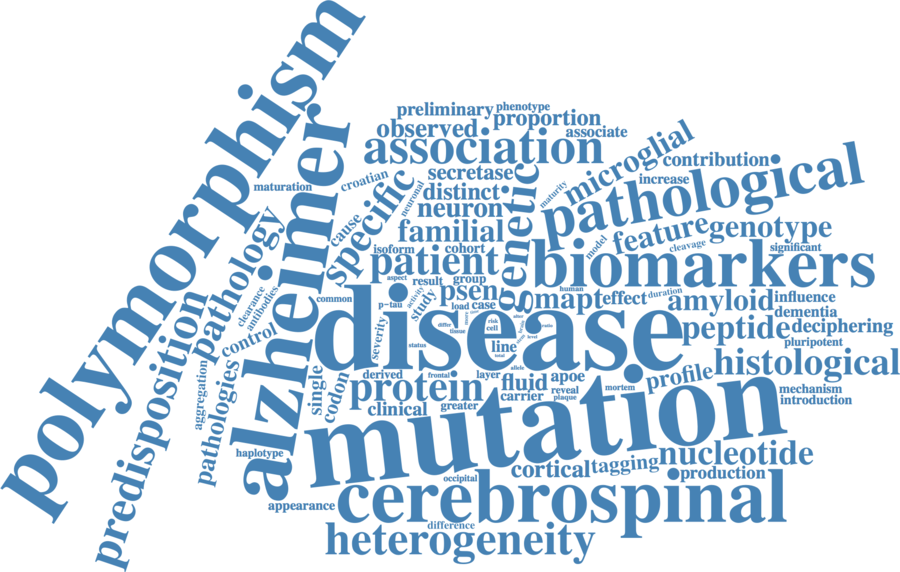 polymorphism
preliminary
phenotype
observed
proportion
association
associate
microglial
contribution
pathological
maturation
croatian
secretase
increase
neuronal
distinct
maturity
alzheimer
specific
cause
neuron
genetic
feature
genotype
familial
model
cleavage
significant
pathology
isoform
cohort
patient
biomarkers
aspect
result
group
human
clearance
antibodies
common
activity
study
psen
mapt
effect
duration
amyloid
influence
p-tau
load
case
dementia
disease
risk
cell
differ
tissue
after
brain
ratio
level
peptide
deciphering
predisposition
control
severity
status
line
total
pluripotent
histological
allele
aggregation
single
codon
derived
frontal
layer
fluid
apoe
mortem
profile
protein
carrier
reveal
plaque
mechanism
introduction
clinical
greater
mutation
pathologies
haplotype
nucleotide
cortical
tagging
occipital
production
appearance
cerebrospinal
difference
heterogeneity